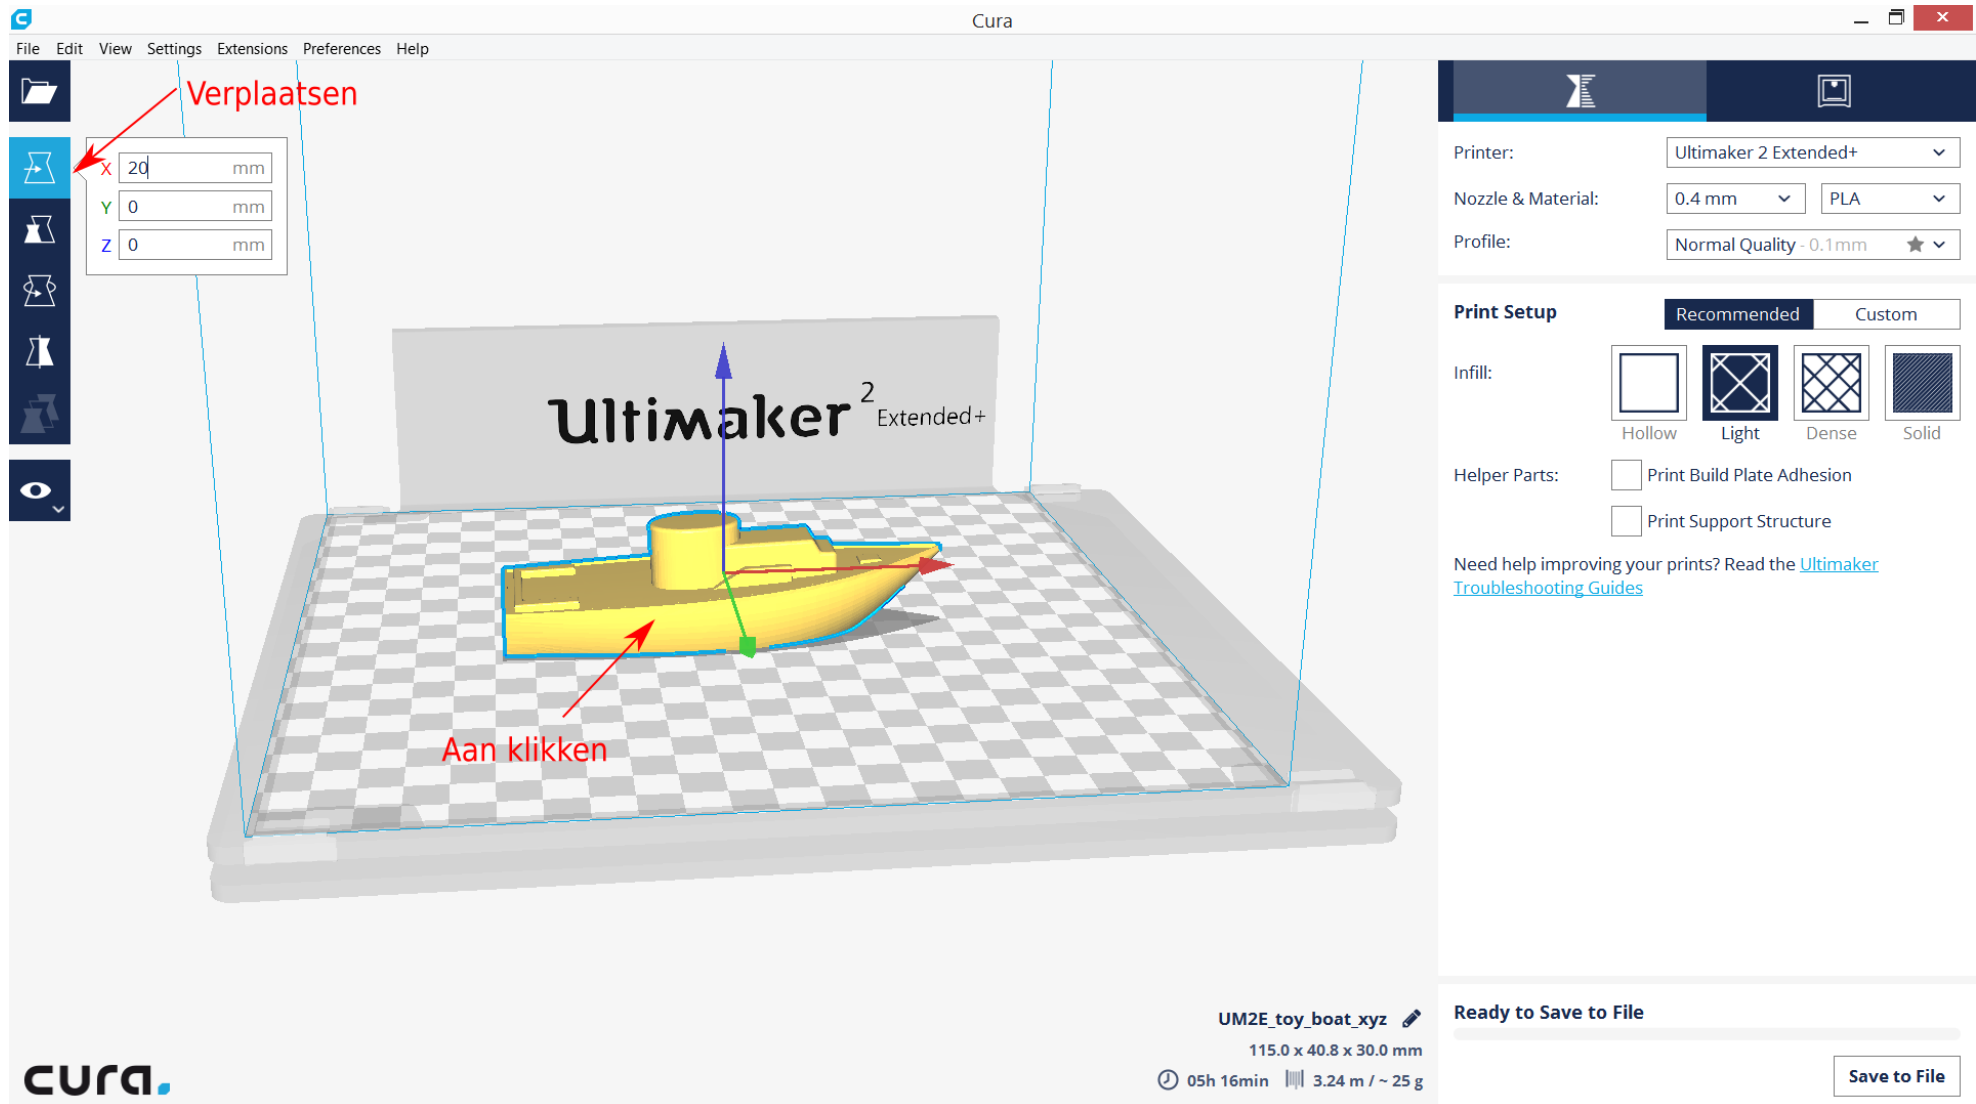 Cura
File Edit View Settings Extensions Preferences Help
Verplaatsen
X 20 mm
Y 0 mm
Z 0 mm
Ultimaker 2 Extended+
Aan klikken
Printer: Ultimaker 2 Extended+
Nozzle & Material: 0.4 mm PLA
Profile: Normal Quality - 0.1mm
Print Setup Recommended Custom
Infill:
Hollow Light Dense Solid
Helper Parts: Print Build Plate Adhesion
Print Support Structure
Need help improving your prints? Read the Ultimaker
Troubleshooting Guides
UM2E_toy_boat_xyz
115.0 x 40.8 x 30.0 mm
05h 16min 3.24 m / ~ 25 g
Ready to Save to File
Save to File
cura.